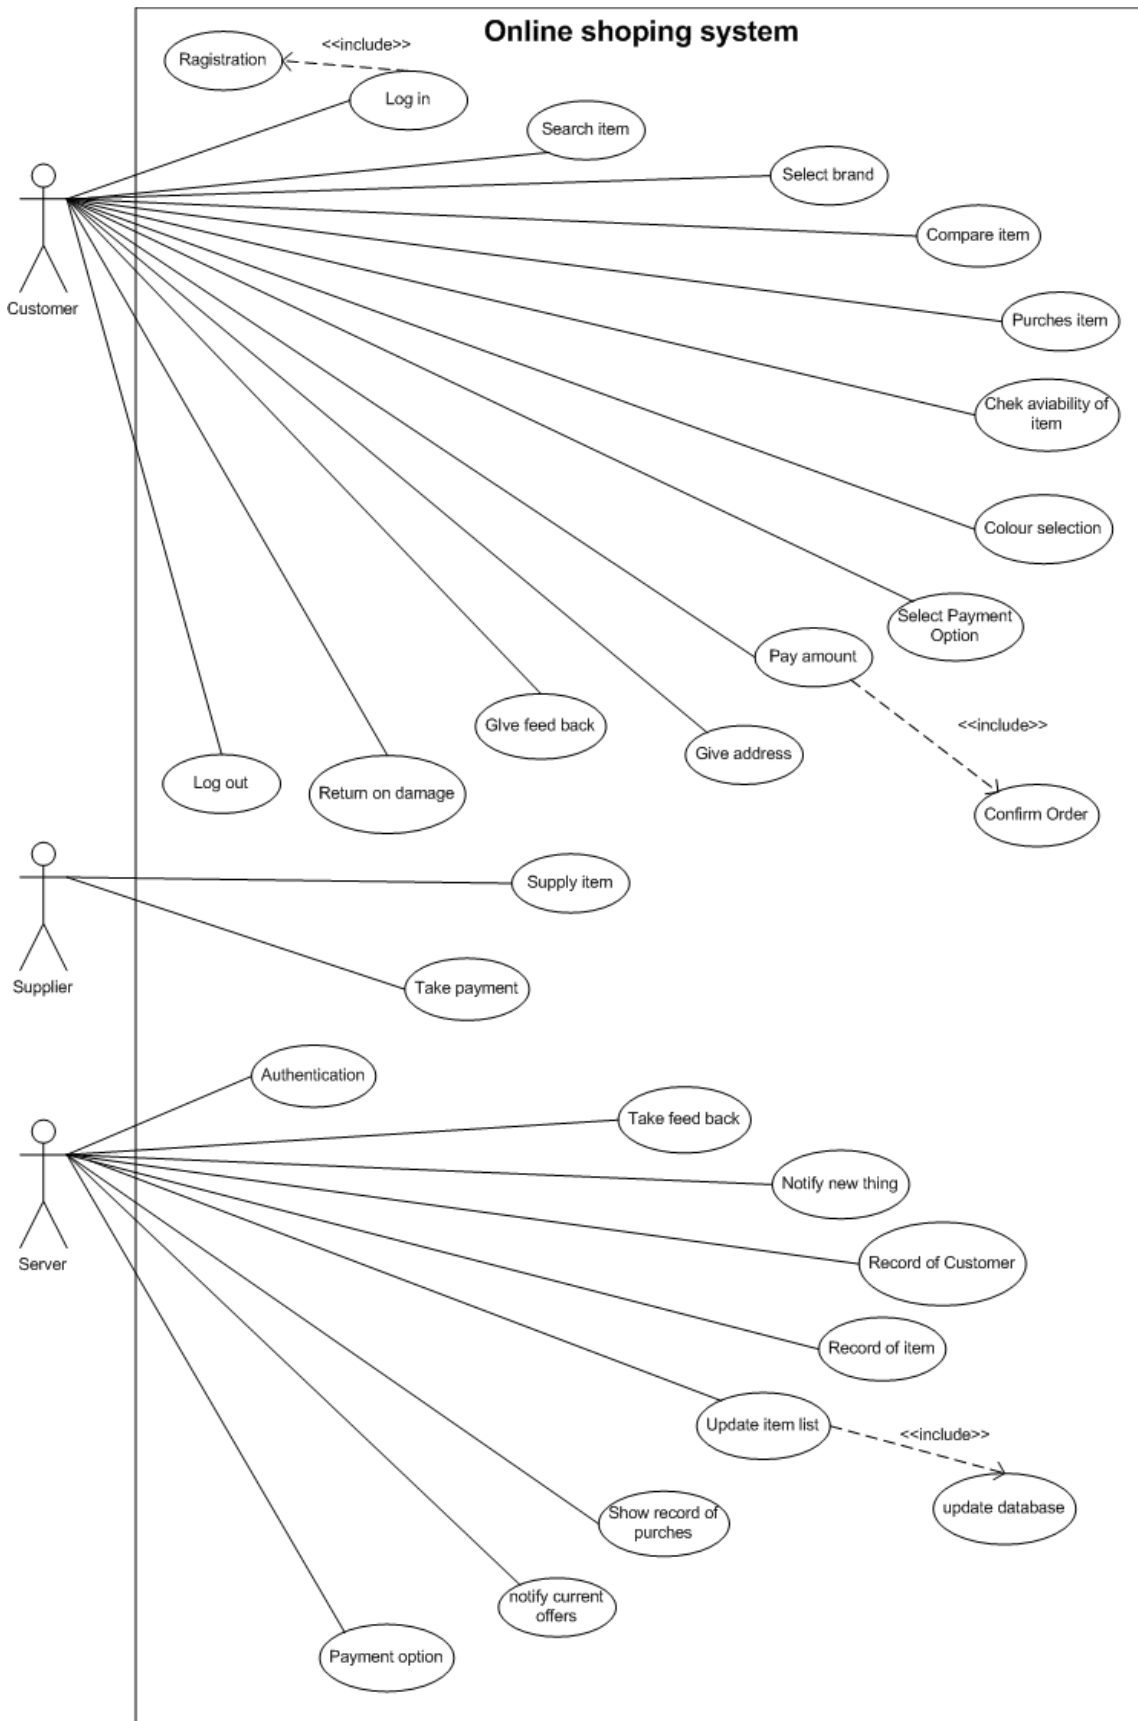 Online shoping system
<<include>>
Ragistration
Log in
Search item
Select brand
Compare item
Customer
Purches item
Chek aviability of
item
Colour selection
Select Payment
Option
Pay amount
GIve feed back
<<include>>
Give address
Log out
Return on damage
Confirm Order
Supply item
Supplier
Take payment
Authentication
Take feed back
Notify new thing
Server
Record of Customer
Record of item
Update item list
<<include>>
update database
Show record of
purches
notify current
offers
Payment option